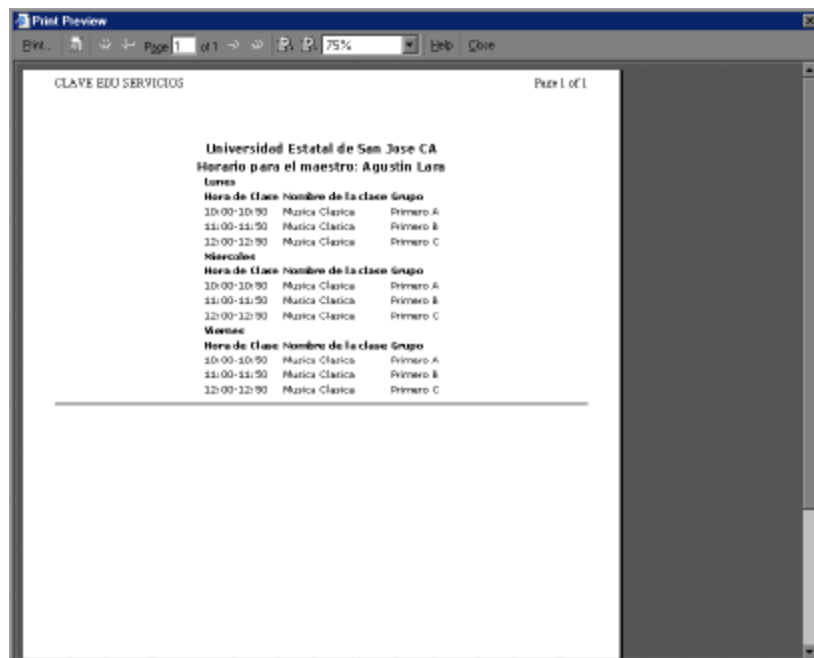 Print Preview
Print... Page 1 of 1 75% Help Close
CLAVE EDU SERVICIOS Page 1 of 1
Universidad Estatal de San Jose CA
Horario para el maestro: Agustin Lara
Lunes
Hora de Clase Nombre de la clase Grupo
10:00-10:50 Musica Clasica Primero A
11:00-11:50 Musica Clasica Primero B
12:00-12:50 Musica Clasica Primero C
Miercoles
Hora de Clase Nombre de la clase Grupo
10:00-10:50 Musica Clasica Primero A
11:00-11:50 Musica Clasica Primero B
12:00-12:50 Musica Clasica Primero C
Viernes
Hora de Clase Nombre de la clase Grupo
10:00-10:50 Musica Clasica Primero A
11:00-11:50 Musica Clasica Primero B
12:00-12:50 Musica Clasica Primero C